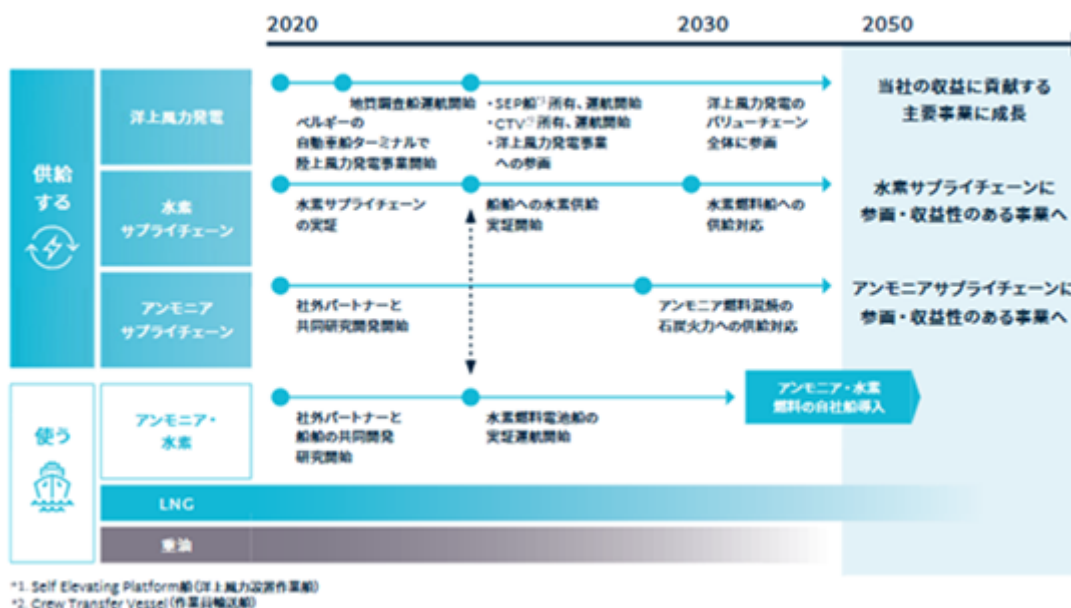 2020
2030
2050
供給
する
洋上風力発電
地質調査船運航開始
ベルギーの
自動車船ターミナルで
陸上風力発電事業開始
・SEP船*1所有、運航開始
・CTV*2所有、運航開始
・洋上風力発電事業
への参画
洋上風力発電の
バリューチェーン
全体に参画
当社の収益に貢献する
主要事業に成長
水素
サプライチェーン
水素サプライチェーン
の実証
船舶への水素供給
実証開始
水素燃料船への
供給対応
水素サプライチェーンに
参画・収益性のある事業へ
アンモニア
サプライチェーン
社外パートナーと
共同研究開発開始
アンモニア燃料混焼の
石炭火力への供給対応
アンモニアサプライチェーンに
参画・収益性のある事業へ
使う
アンモニア・
水素
社外パートナーと
船舶の共同開発
研究開始
水素燃料電池船の
実証運航開始
アンモニア・水素
燃料の自社船導入
LNG
重油
*1. Self Elevating Platform船(洋上風力設置作業船)
*2. Crew Transfer Vessel(作業員輸送船)